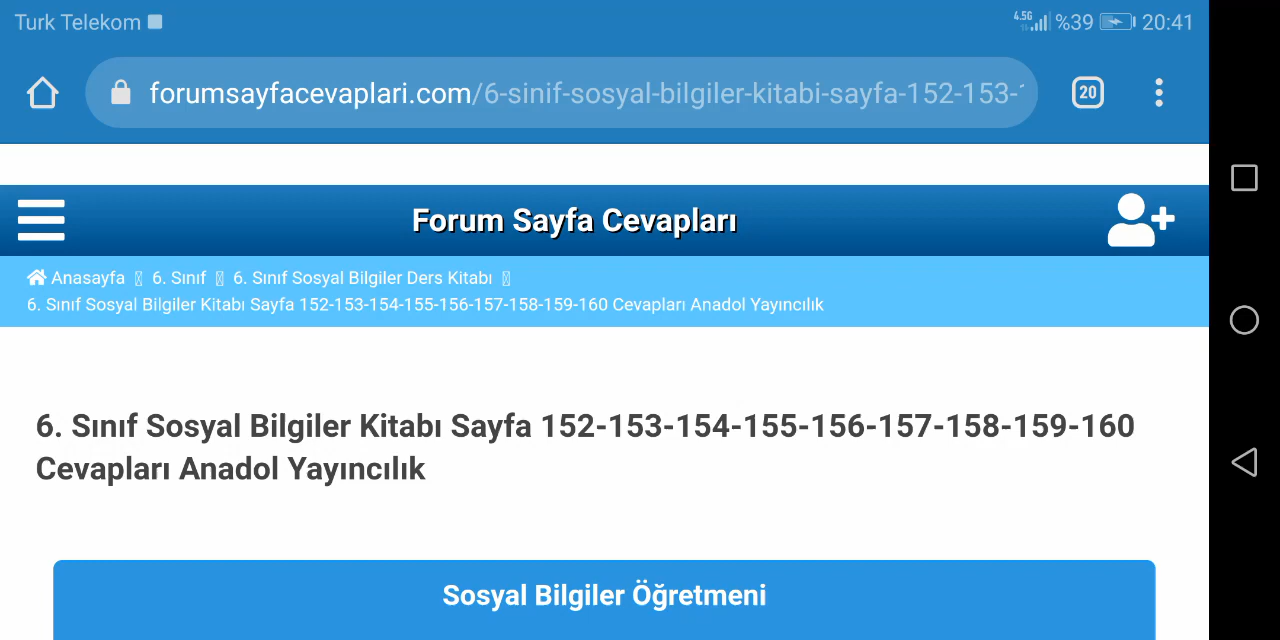 Turk Telekom
4.5G %39 20:41
forumsayfacevaplari.com/6-sinif-sosyal-bilgiler-kitabi-sayfa-152-153-
20
Forum Sayfa Cevapları
Anasayfa 6. Sınıf 6. Sınıf Sosyal Bilgiler Ders Kitabı
6. Sınıf Sosyal Bilgiler Kitabı Sayfa 152-153-154-155-156-157-158-159-160 Cevapları Anadol Yayıncılık
6. Sınıf Sosyal Bilgiler Kitabı Sayfa 152-153-154-155-156-157-158-159-160
Cevapları Anadol Yayıncılık
Sosyal Bilgiler Öğretmeni